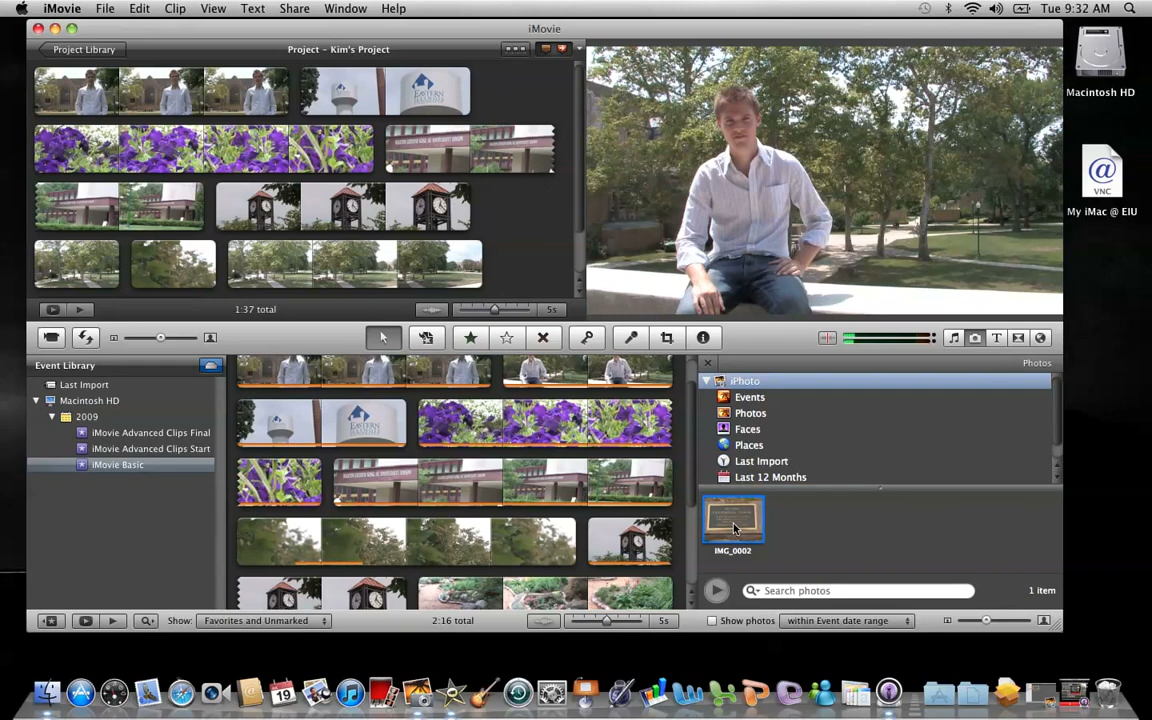 iMovie File Edit Clip View Text Share Window Help Tue 9:32 AM
iMovie
Project Library Project – Kim's Project
Macintosh HD
EASTERN
My iMac @ EIU
VNC
1:37 total 5s
Event Library
Last Import
Macintosh HD
2009
iMovie Advanced Clips Final
iMovie Advanced Clips Start
iMovie Basic
EASTERN
Photos
iPhoto
Events
Photos
Faces
Places
Last Import
Last 12 Months
IMG_0002
Search photos 1 item
Show: Favorites and Unmarked 2:16 total 5s Show photos within Event date range